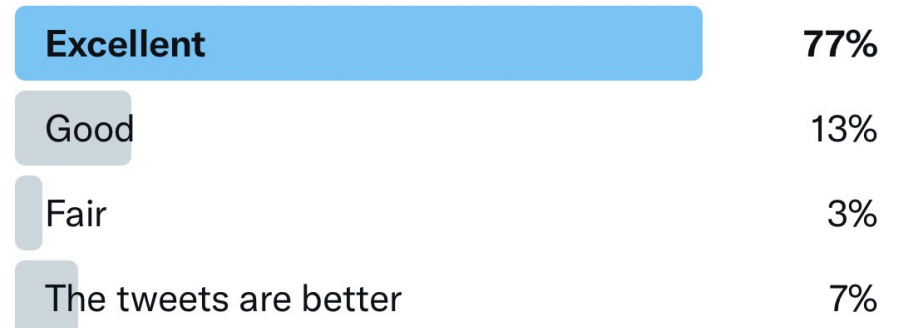 Excellent 77%
Good 13%
Fair 3%
The tweets are better 7%